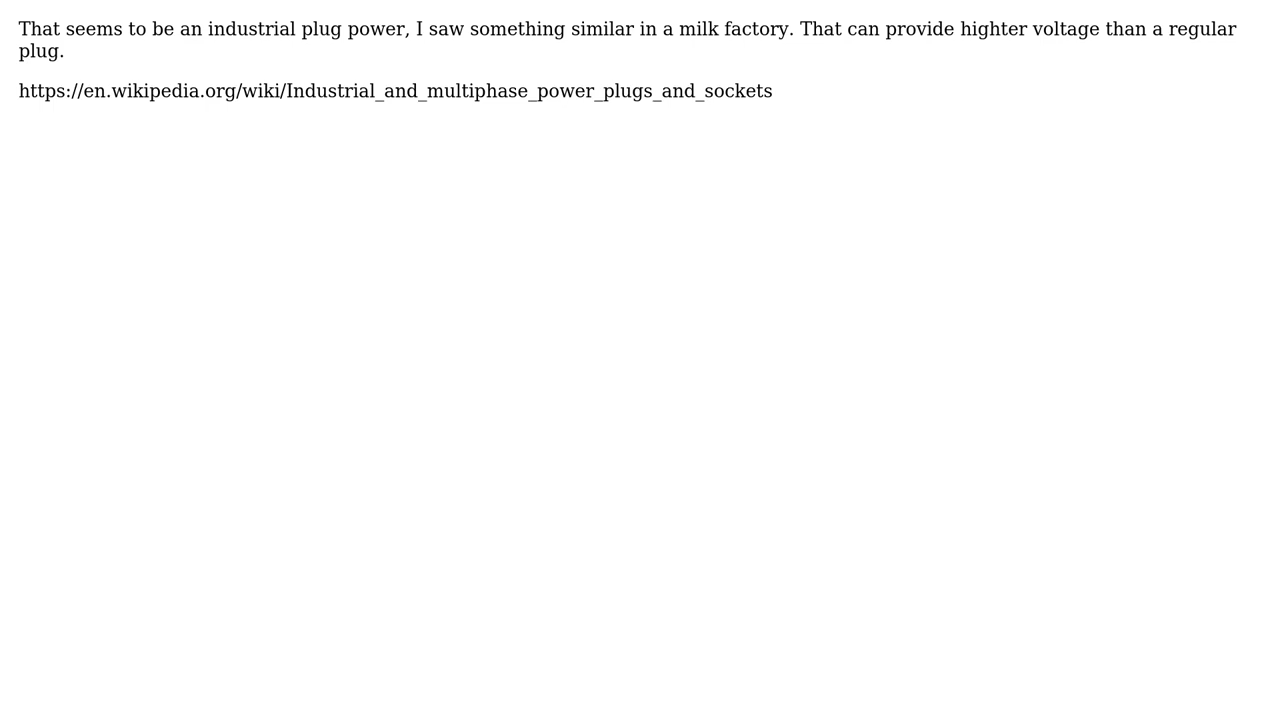 That seems to be an industrial plug power, I saw something similar in a milk factory. That can provide highter voltage than a regular
plug.
https://en.wikipedia.org/wiki/Industrial_and_multiphase_power_plugs_and_sockets